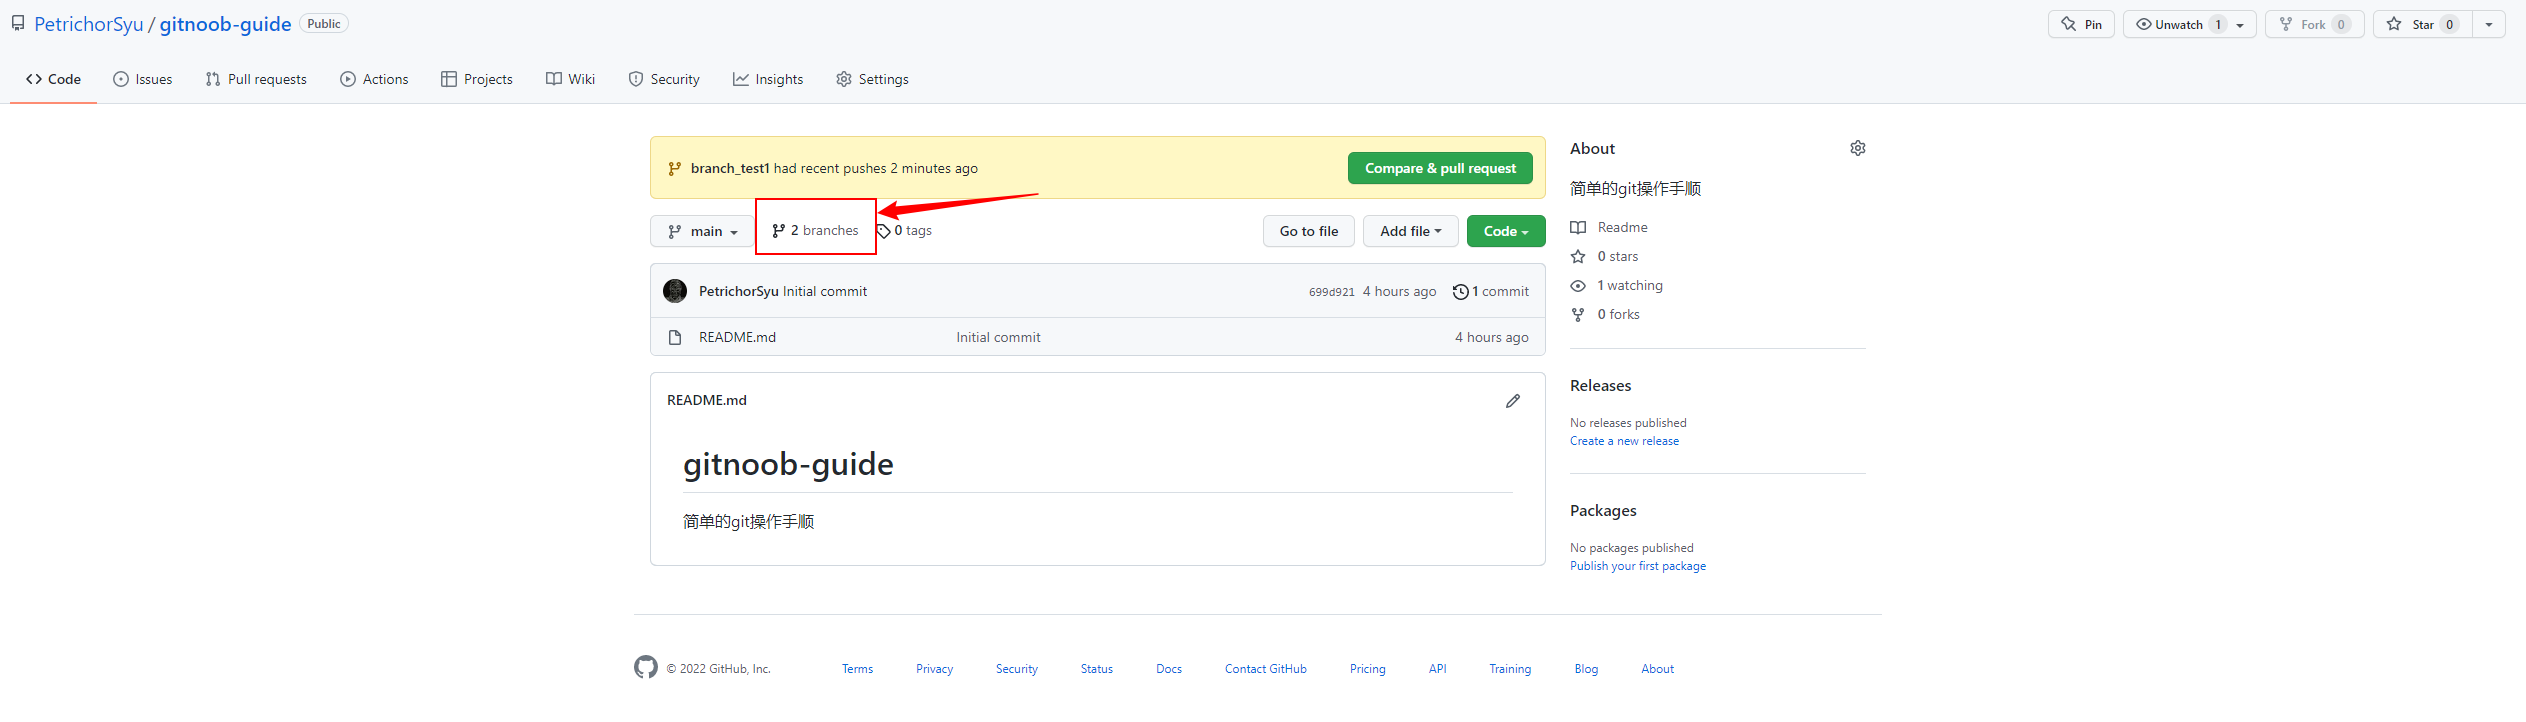 PetrichorSyu / gitnoob-guide Public
Pin Unwatch 1 Fork 0 Star 0
Code Issues Pull requests Actions Projects Wiki Security Insights Settings
branch_test1 had recent pushes 2 minutes ago Compare & pull request
main 2 branches 0 tags Go to file Add file Code
PetrichorSyu Initial commit 699d921 4 hours ago 1 commit
README.md Initial commit 4 hours ago
README.md
gitnoob-guide
简单的git操作手顺
About
简单的git操作手顺
Readme
0 stars
1 watching
0 forks
Releases
No releases published
Create a new release
Packages
No packages published
Publish your first package
© 2022 GitHub, Inc. Terms Privacy Security Status Docs Contact GitHub Pricing API Training Blog About